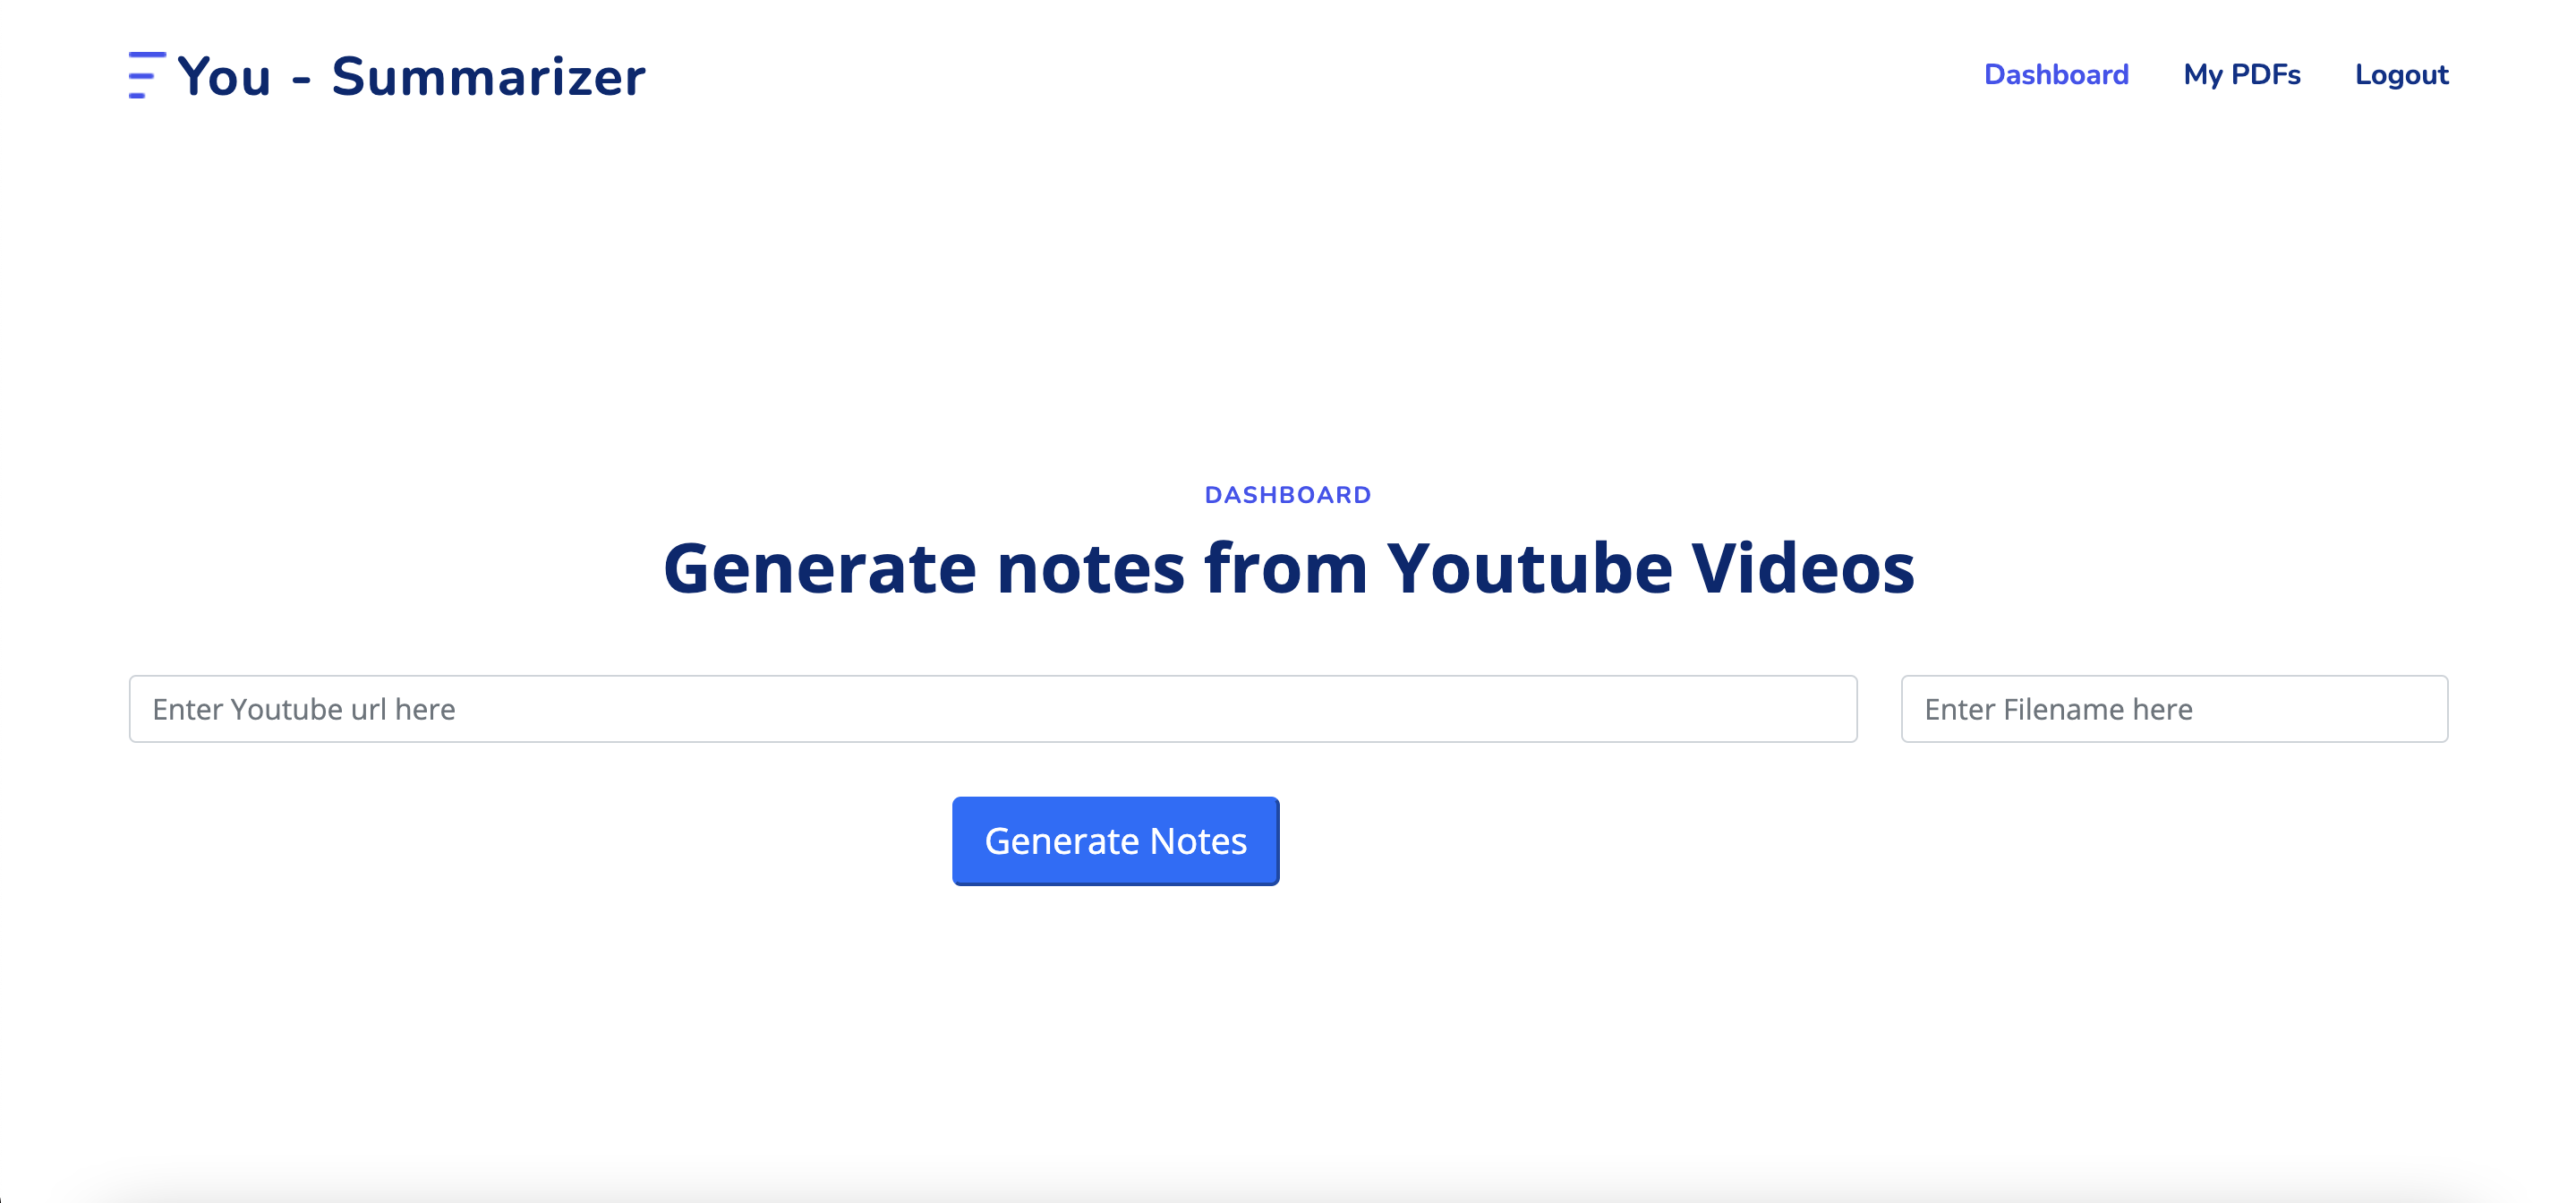 You - Summarizer
Dashboard My PDFs Logout
DASHBOARD
Generate notes from Youtube Videos
Enter Youtube url here Enter Filename here
Generate Notes